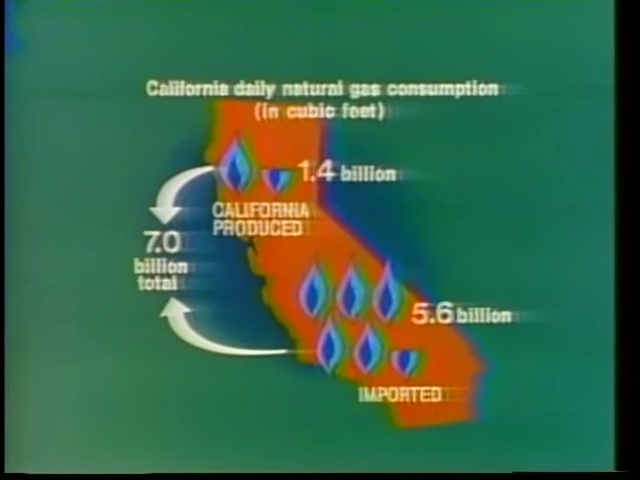 California daily natural gas consumption
(in cubic feet)
1.4 billion
CALIFORNIA
PRODUCED
7.0
billion
total
5.6 billion
IMPORTED